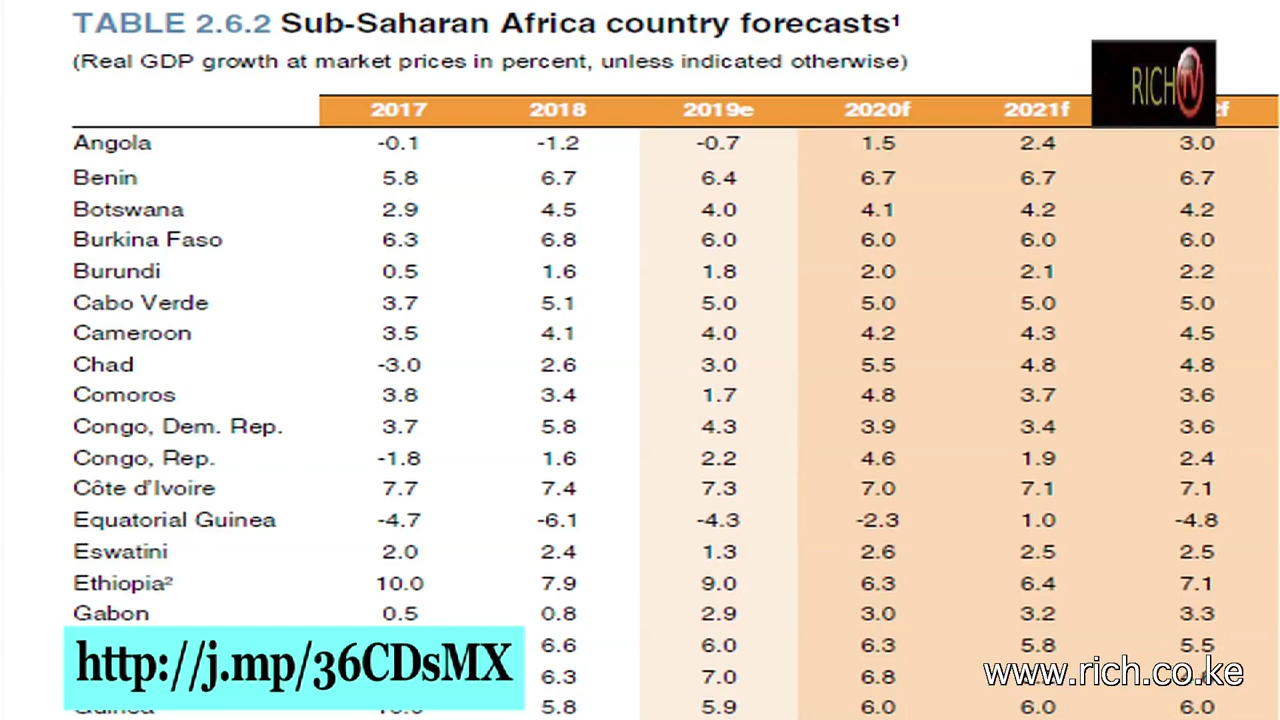 TABLE 2.6.2 Sub-Saharan Africa country forecasts¹
(Real GDP growth at market prices in percent, unless indicated otherwise)
RICH TV
2017 2018 2019e 2020f 2021f
Angola -0.1 -1.2 -0.7 1.5 2.4 3.0
Benin 5.8 6.7 6.4 6.7 6.7 6.7
Botswana 2.9 4.5 4.0 4.1 4.2 4.2
Burkina Faso 6.3 6.8 6.0 6.0 6.0 6.0
Burundi 0.5 1.6 1.8 2.0 2.1 2.2
Cabo Verde 3.7 5.1 5.0 5.0 5.0 5.0
Cameroon 3.5 4.1 4.0 4.2 4.3 4.5
Chad -3.0 2.6 3.0 5.5 4.8 4.8
Comoros 3.8 3.4 1.7 4.8 3.7 3.6
Congo, Dem. Rep. 3.7 5.8 4.3 3.9 3.4 3.6
Congo, Rep. -1.8 1.6 2.2 4.6 1.9 2.4
Côte d'Ivoire 7.7 7.4 7.3 7.0 7.1 7.1
Equatorial Guinea -4.7 -6.1 -4.3 -2.3 1.0 -4.8
Eswatini 2.0 2.4 1.3 2.6 2.5 2.5
Ethiopia² 10.0 7.9 9.0 6.3 6.4 7.1
Gabon 0.5 0.8 2.9 3.0 3.2 3.3
6.6 6.0 6.3 5.8 5.5
http://j.mp/36CDsMX
6.3 7.0 6.8
www.rich.co.ke
Guinea 5.8 5.9 6.0 6.0 6.0